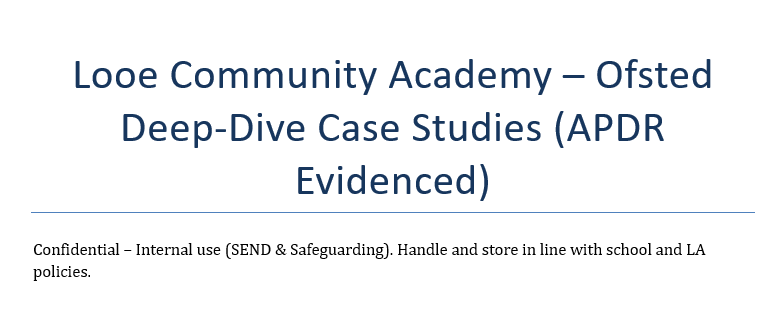 Looe Community Academy – Ofsted
Deep-Dive Case Studies (APDR
Evidenced)
Confidential – Internal use (SEND & Safeguarding). Handle and store in line with school and LA
policies.